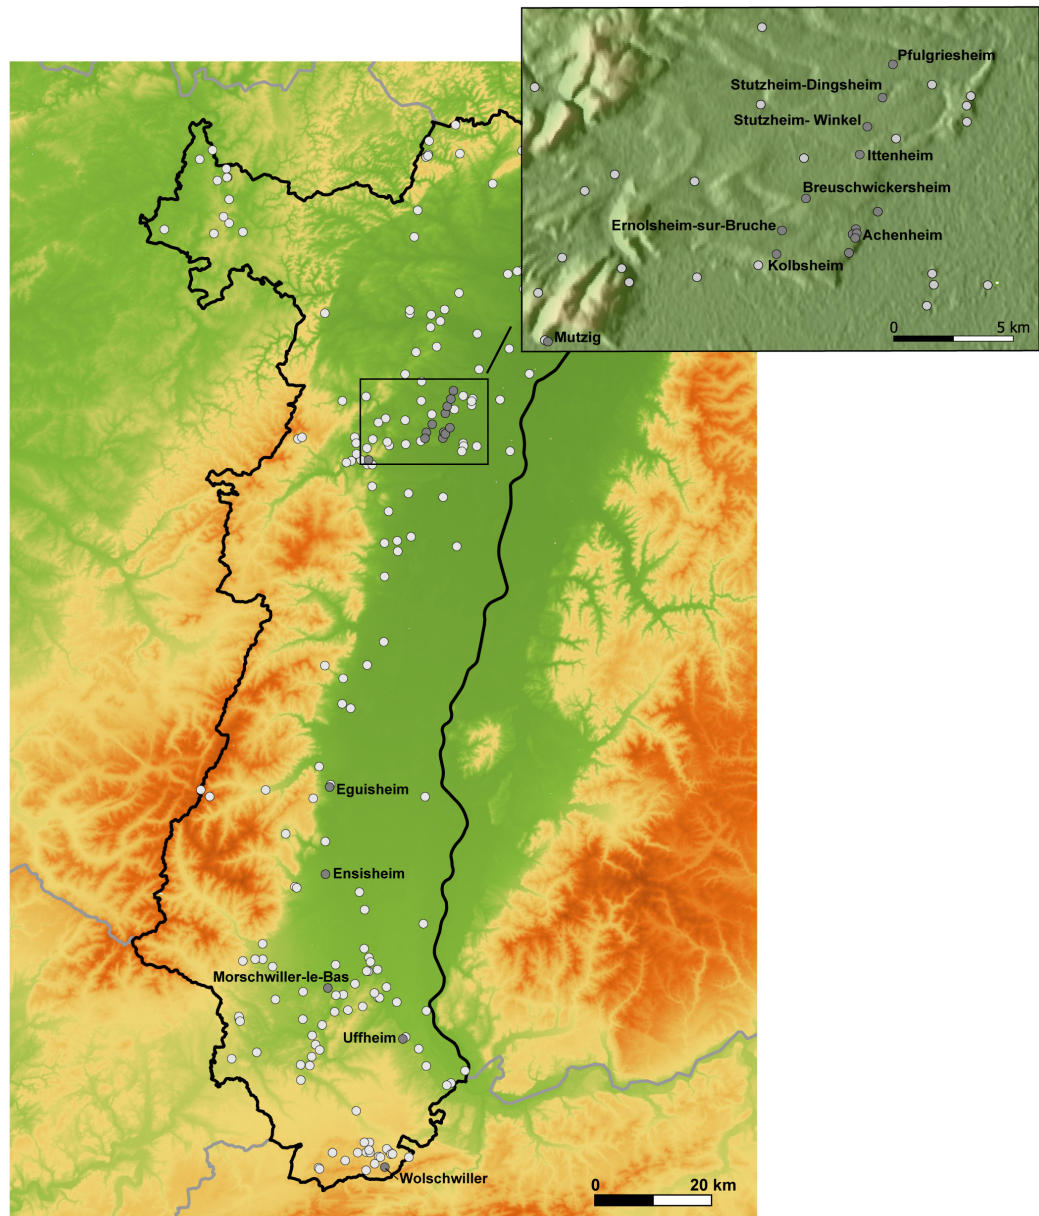 Pfulgriesheim
Stutzheim-Dingsheim
Stutzheim- Winkel
Ittenheim
Breuschwickersheim
Ernolsheim-sur-Bruche
Achenheim
Kolbsheim
Mutzig
0 5 km
Eguisheim
Ensisheim
Morschwiller-le-Bas
Uffheim
Wolschwiller
0 20 km